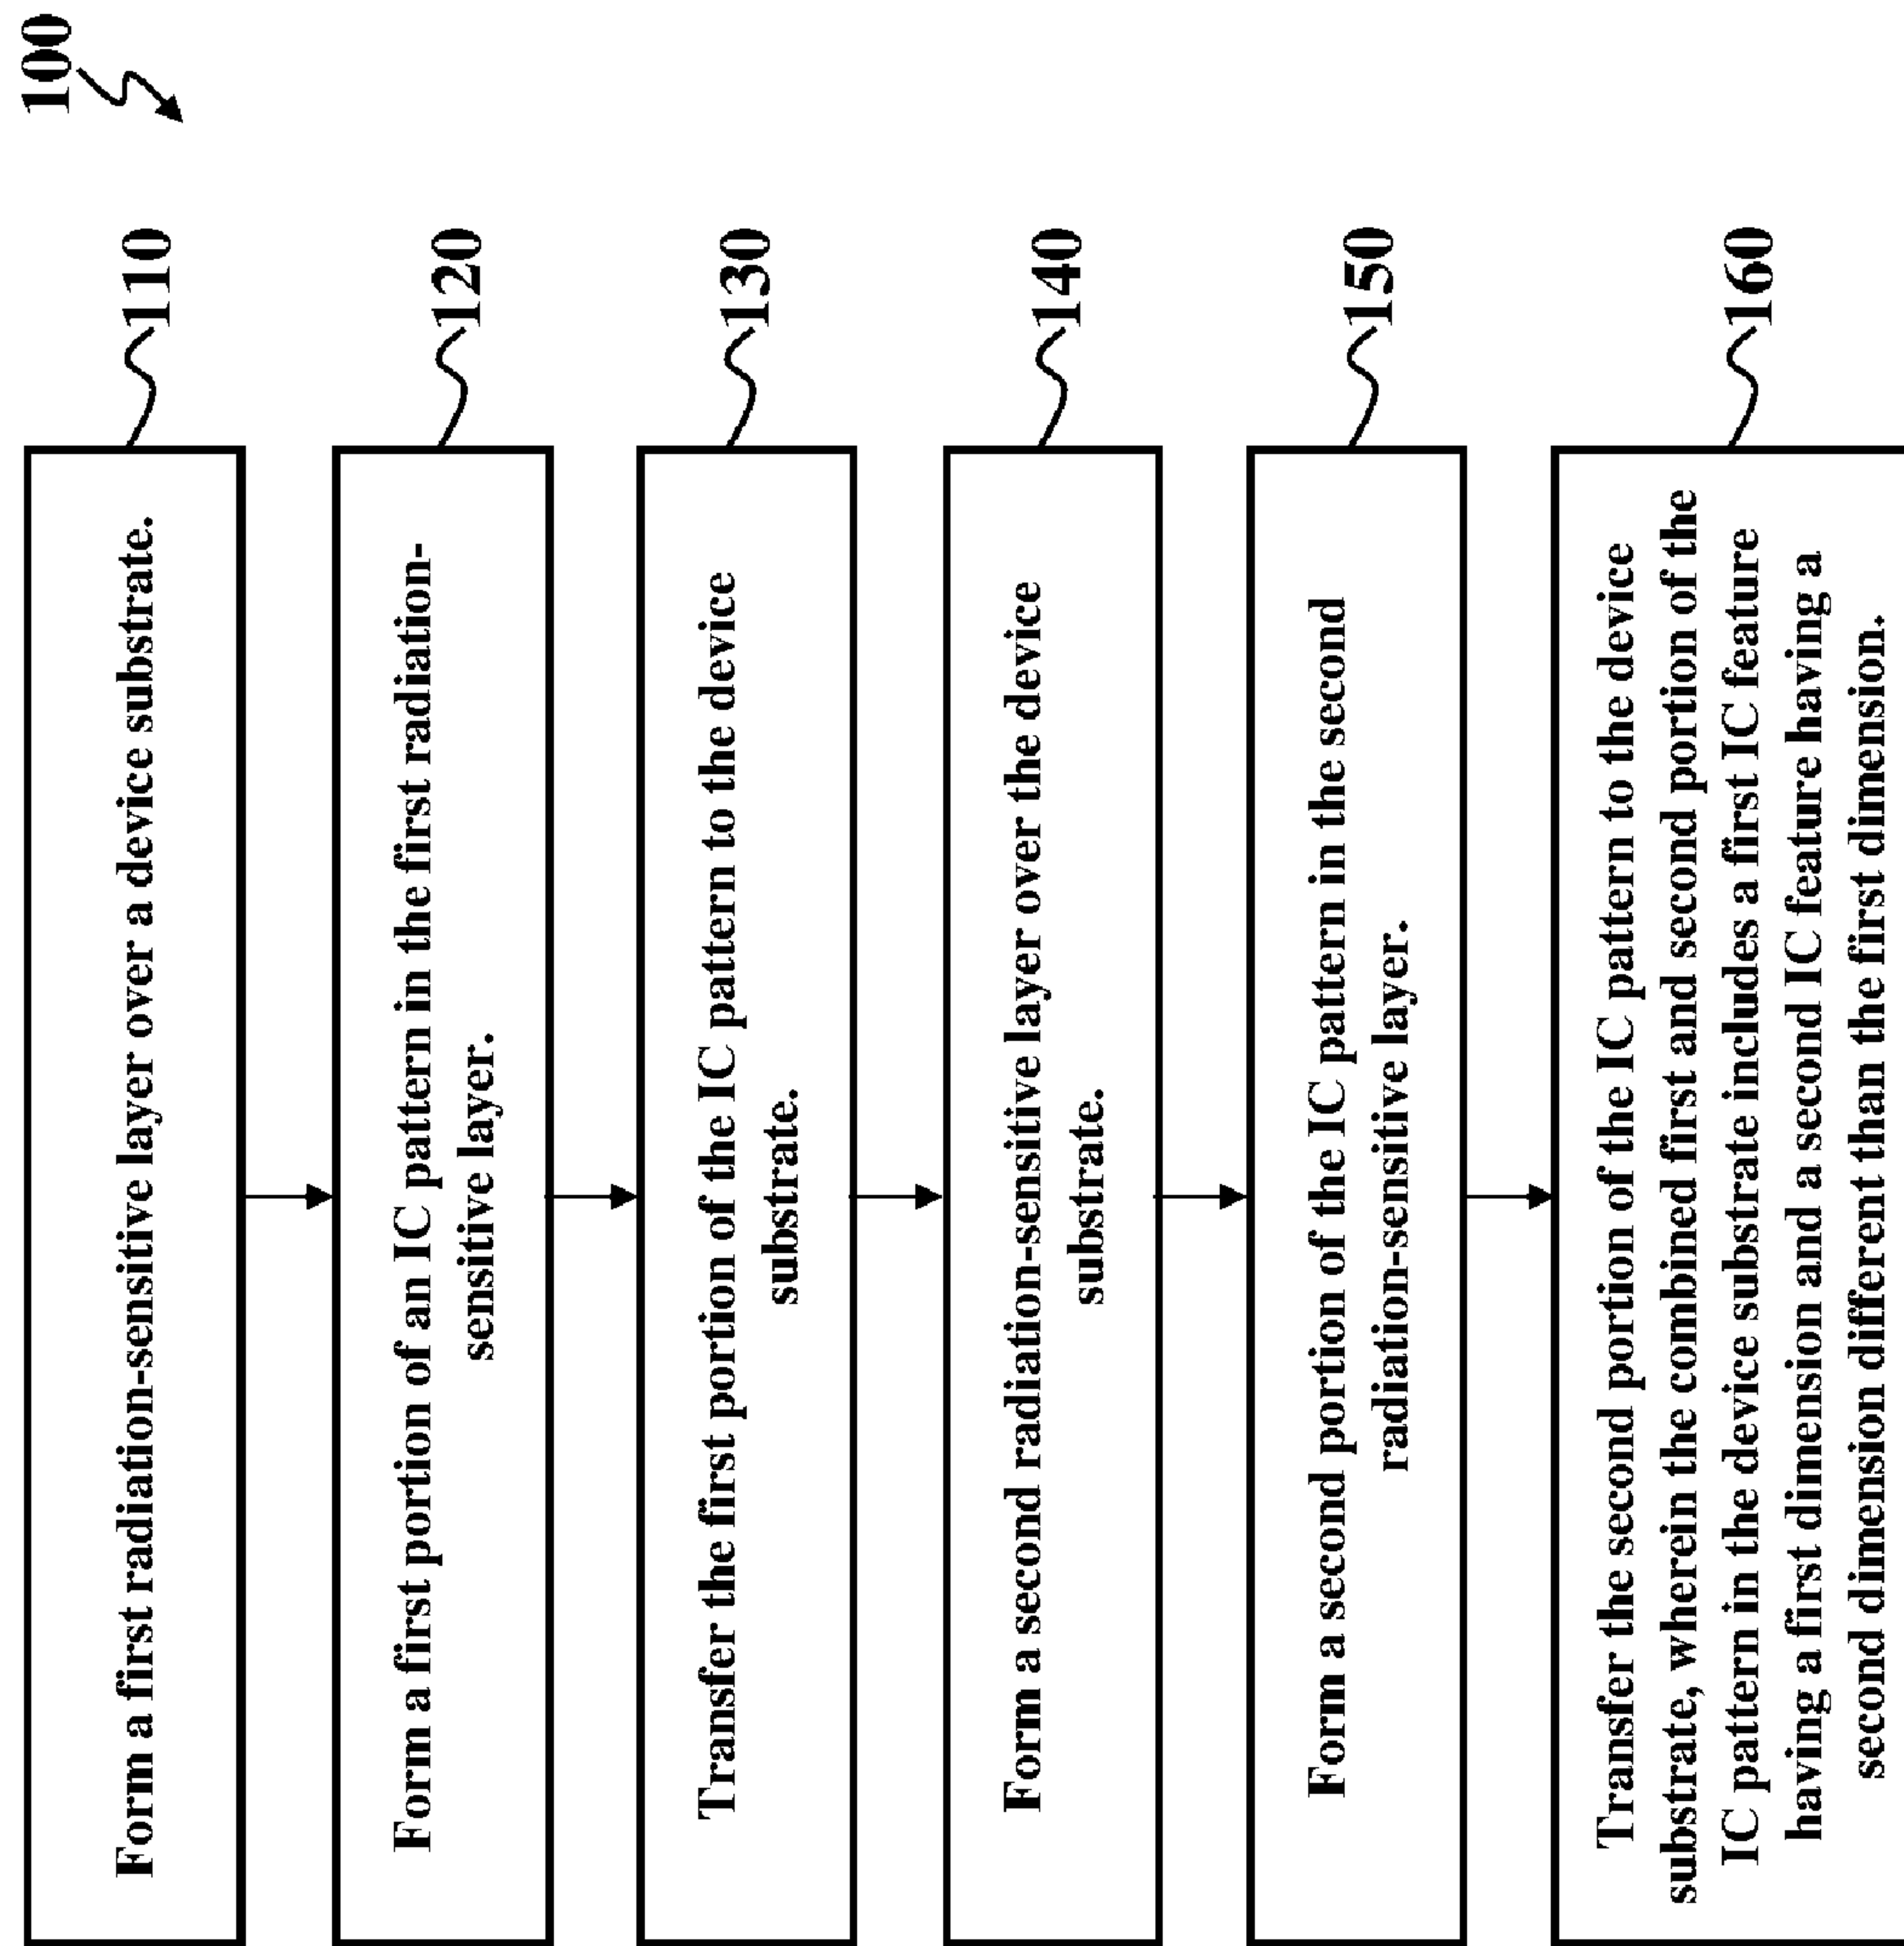 100
Form a first radiation-sensitive layer over a device substrate.
110
Form a first portion of an IC pattern in the first radiation-
sensitive layer.
120
Transfer the first portion of the IC pattern to the device
substrate.
130
Form a second radiation-sensitive layer over the device
substrate.
140
Form a second portion of the IC pattern in the second
radiation-sensitive layer.
150
Transfer the second portion of the IC pattern to the device
substrate, wherein the combined first and second portion of the
IC pattern in the device substrate includes a first IC feature
having a first dimension and a second IC feature having a
second dimension different than the first dimension.
160